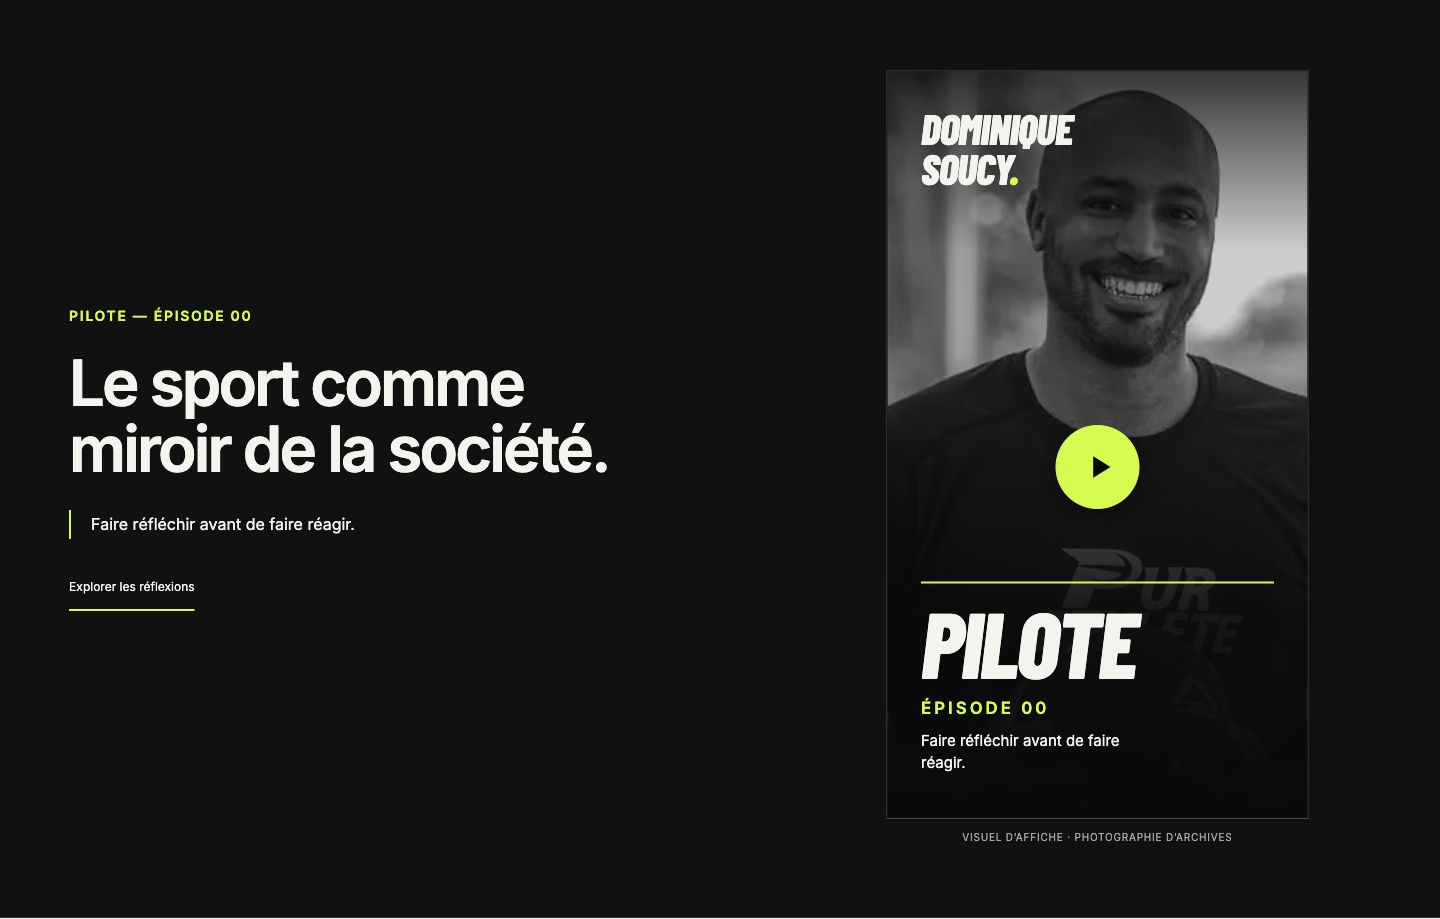 PILOTE — ÉPISODE 00
Le sport comme
miroir de la société.
Faire réfléchir avant de faire réagir.
Explorer les réflexions
DOMINIQUE
SOUCY.
PUR
PILOTE
ÉPISODE 00
Faire réfléchir avant de faire
réagir.
VISUEL D'AFFICHE · PHOTOGRAPHIE D'ARCHIVES